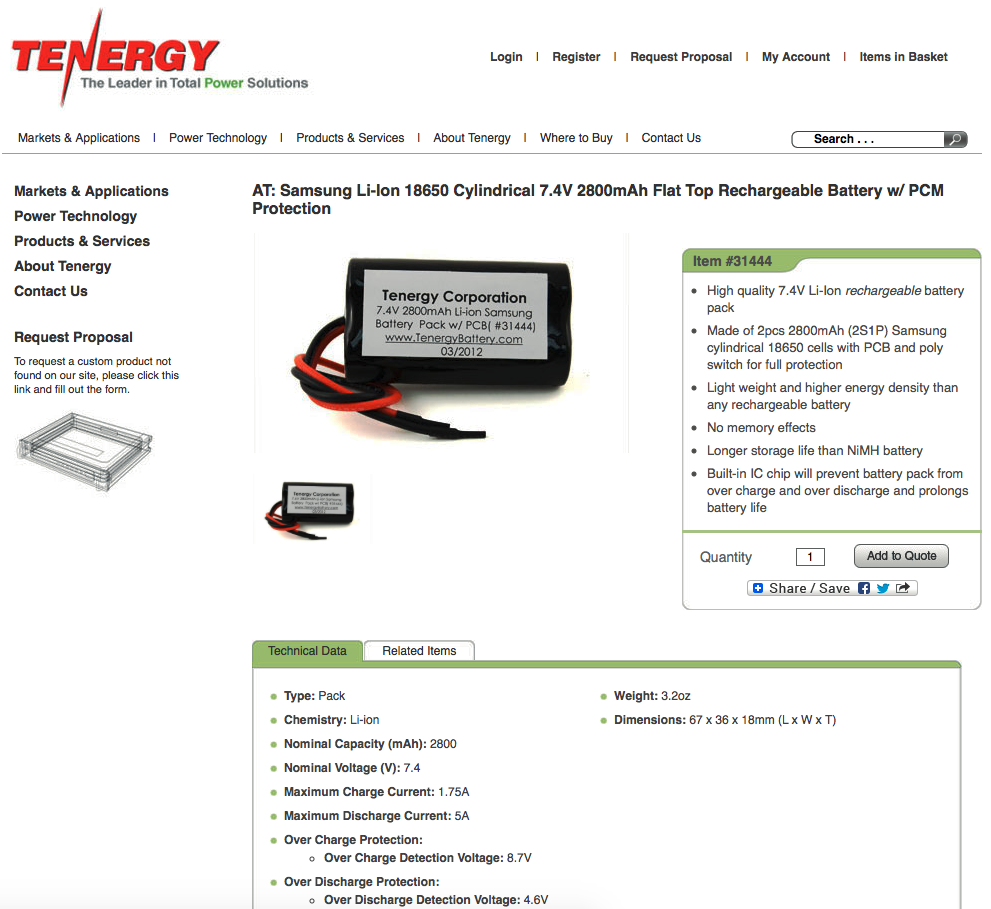 TENERGY
The Leader in Total Power Solutions
Login | Register | Request Proposal | My Account | Items in Basket
Markets & Applications | Power Technology | Products & Services | About Tenergy | Where to Buy | Contact Us
Search . . .
Markets & Applications
Power Technology
Products & Services
About Tenergy
Contact Us
Request Proposal
To request a custom product not
found on our site, please click this
link and fill out the form.
AT: Samsung Li-Ion 18650 Cylindrical 7.4V 2800mAh Flat Top Rechargeable Battery w/ PCM
Protection
Tenergy Corporation
7.4V 2800mAh Li-ion Samsung
Battery Pack w/ PCB( #31444)
www.TenergyBattery.com
03/2012
Tenergy Corporation
Item #31444
High quality 7.4V Li-Ion rechargeable battery
pack
Made of 2pcs 2800mAh (2S1P) Samsung
cylindrical 18650 cells with PCB and poly
switch for full protection
Light weight and higher energy density than
any rechargeable battery
No memory effects
Longer storage life than NiMH battery
Built-in IC chip will prevent battery pack from
over charge and over discharge and prolongs
battery life
Quantity 1 Add to Quote
Share / Save
Technical Data Related Items
Type: Pack
Chemistry: Li-ion
Nominal Capacity (mAh): 2800
Nominal Voltage (V): 7.4
Maximum Charge Current: 1.75A
Maximum Discharge Current: 5A
Over Charge Protection:
Over Charge Detection Voltage: 8.7V
Over Discharge Protection:
Over Discharge Detection Voltage: 4.6V
Weight: 3.2oz
Dimensions: 67 x 36 x 18mm (L x W x T)